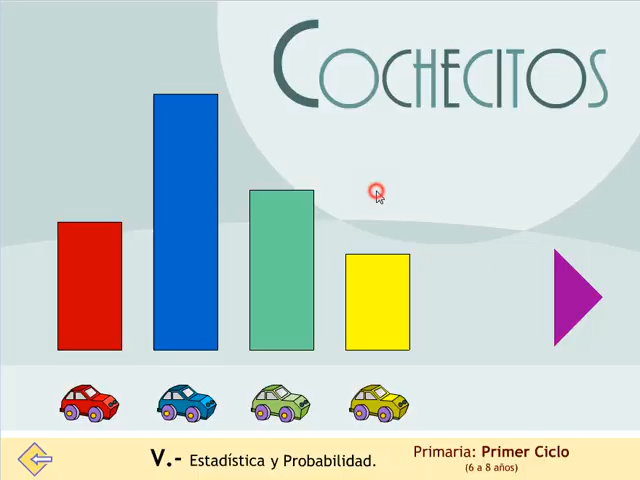 COCHECITOS
V.- Estadística y Probabilidad.
Primaria: Primer Ciclo
(6 a 8 años)